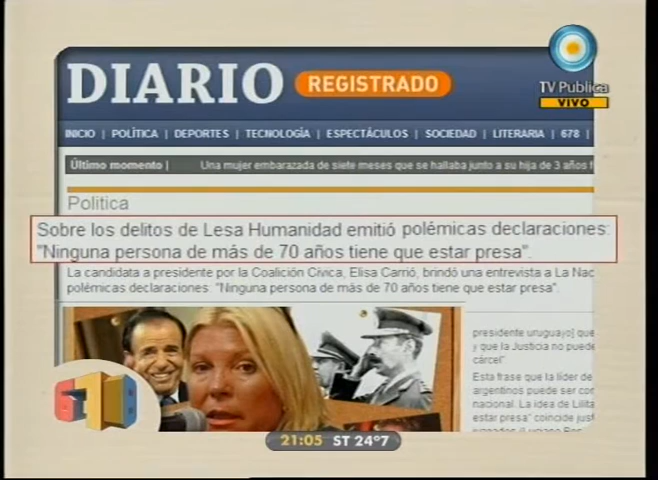 DIARIO REGISTRADO
TV Publica
VIVO
INICIO | POLÍTICA | DEPORTES | TECNOLOGÍA | ESPECTÁCULOS | SOCIEDAD | LITERARIA | 678 |
Último momento | Una mujer embarazada de siete meses que se hallaba junto a su hija de 3 años f
Politica
Sobre los delitos de Lesa Humanidad emitió polémicas declaraciones:
"Ninguna persona de más de 70 años tiene que estar presa".
La candidata a presidente por la Coalición Cívica, Elisa Carrió, brindó una entrevista a La Nac
polémicas declaraciones: "Ninguna persona de más de 70 años tiene que estar presa".
presidente uruguayo] que
y que la Justicia no puede
cárcel"
Esta frase que la líder de
argentinos puede ser con
nacional. La idea de Lilita
estar presa" coincide just
678
21:05 ST 24°7